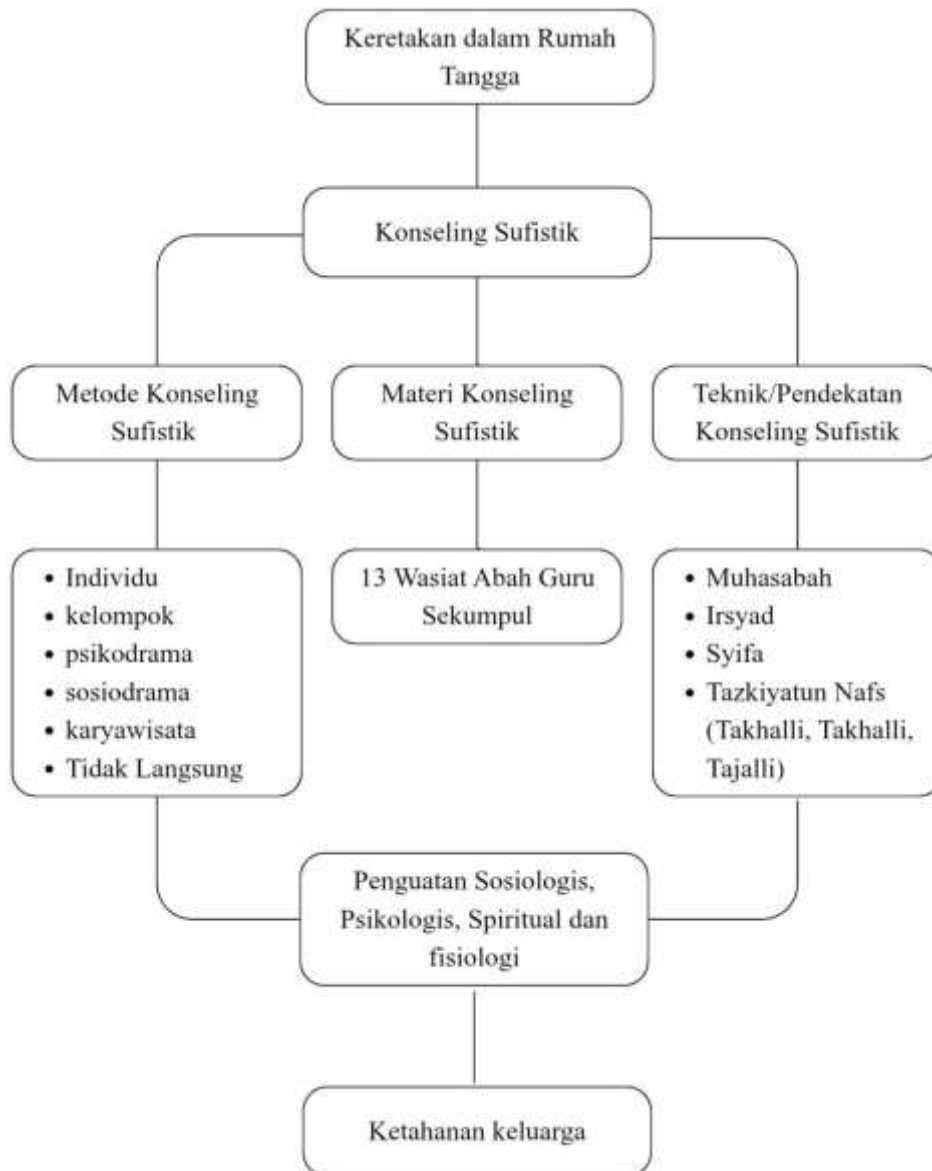 Keretakan dalam Rumah
Tangga
Konseling Sufistik
Metode Konseling
Sufistik
Materi Konseling
Sufistik
Teknik/Pendekatan
Konseling Sufistik
• Individu
• kelompok
• psikodrama
• sosiodrama
• karyawisata
• Tidak Langsung
13 Wasiat Abah Guru
Sekumpul
• Muhasabah
• Irsyad
• Syifa
• Tazkiyatun Nafs
(Takhalli, Takhalli,
Tajalli)
Penguatan Sosiologis,
Psikologis, Spiritual dan
fisiologi
Ketahanan keluarga